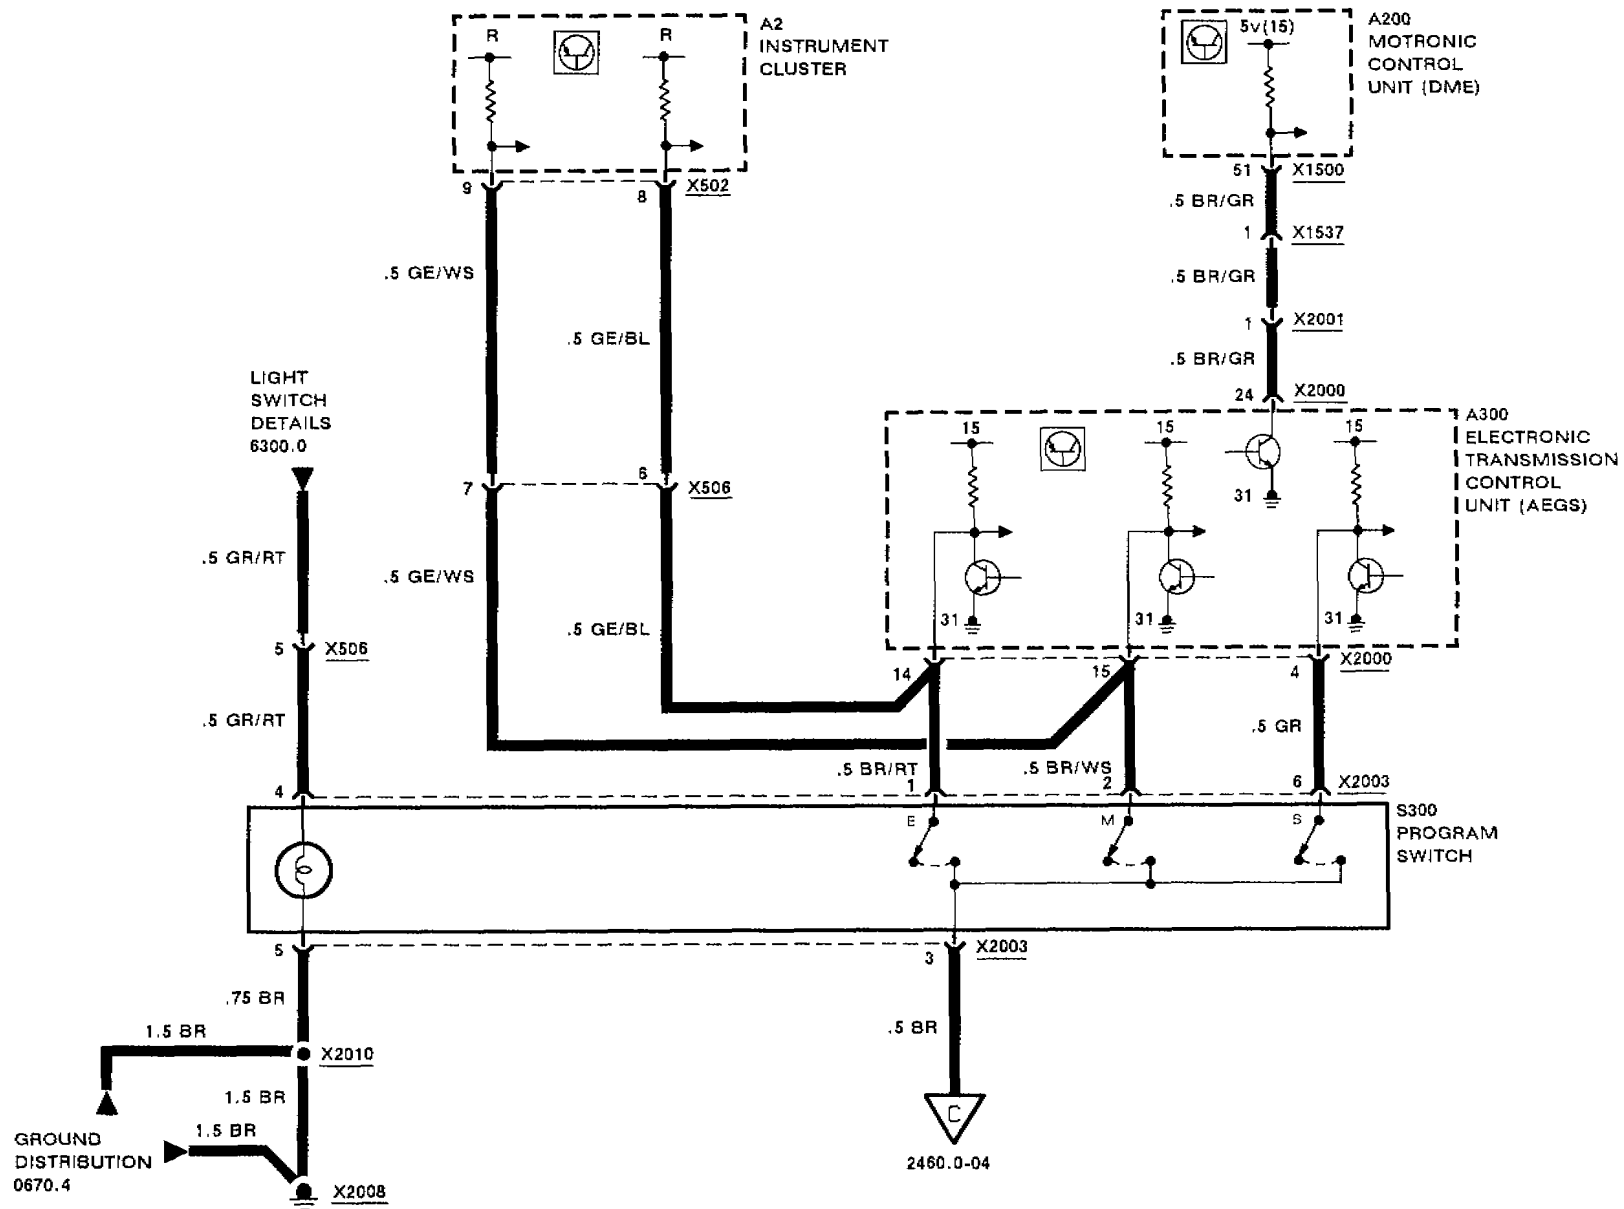 A2
INSTRUMENT
CLUSTER
R
R
5v(15)
A200
MOTRONIC
CONTROL
UNIT (DME)
9
8
X502
51
X1500
.5 BR/GR
1
X1537
.5 GE/WS
.5 BR/GR
.5 GE/BL
1
X2001
.5 BR/GR
24
X2000
LIGHT
SWITCH
DETAILS
6300.0
A300
ELECTRONIC
TRANSMISSION
CONTROL
UNIT (AEGS)
15
15
15
31
7
6
X506
.5 GR/RT
.5 GE/WS
.5 GE/BL
31
31
31
5
X506
14
15
4
X2000
.5 GR/RT
.5 GR
.5 BR/RT
.5 BR/WS
4
1
2
6
X2003
E
M
S
S300
PROGRAM
SWITCH
5
3
X2003
.75 BR
.5 BR
1.5 BR
X2010
1.5 BR
1.5 BR
C
GROUND
DISTRIBUTION
0670.4
X2008
2460.0-04